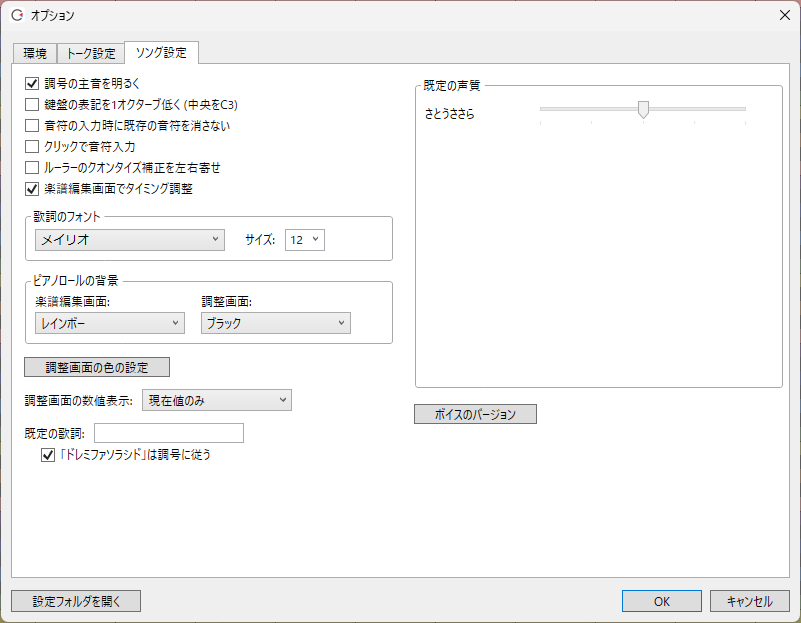 オプション
環境
トーク設定
ソング設定
調号の主音を明るく
鍵盤の表記を1オクターブ低く(中央をC3)
音符の入力時に既存の音符を消さない
クリックで音符入力
ルーラーのクオンタイズ補正を左右寄せ
楽譜編集画面でタイミング調整
歌詞のフォント
メイリオ
サイズ:
12
ピアノロールの背景
楽譜編集画面:
調整画面:
レインボー
ブラック
調整画面の色の設定
調整画面の数値表示:
現在値のみ
既定の歌詞:
「ドレミファソラシド」は調号に従う
既定の声質
さとうささら
ボイスのバージョン
設定フォルダを開く
OK
キャンセル